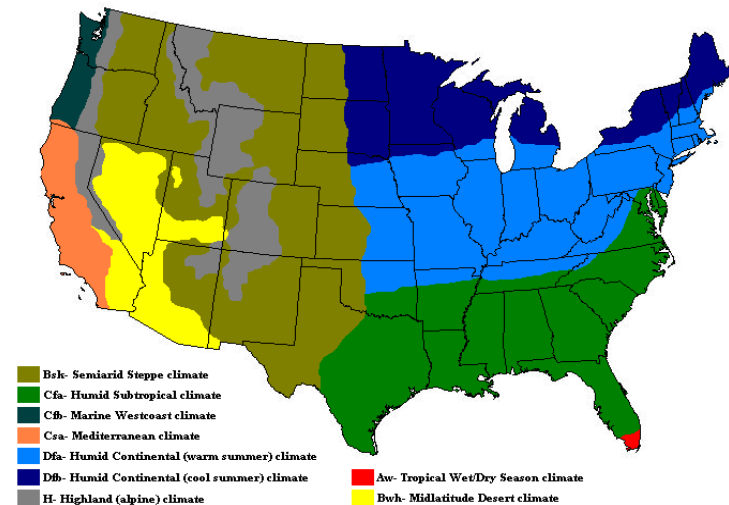 Bsk- Semiarid Steppe climate
Cfa- Humid Subtropical climate
Cfb- Marine Westcoast climate
Csa- Mediterranean climate
Dfa- Humid Continental (warm summer) climate
Dfb- Humid Continental (cool summer) climate
H- Highland (alpine) climate
Aw- Tropical Wet/Dry Season climate
Bwh- Midlatitude Desert climate